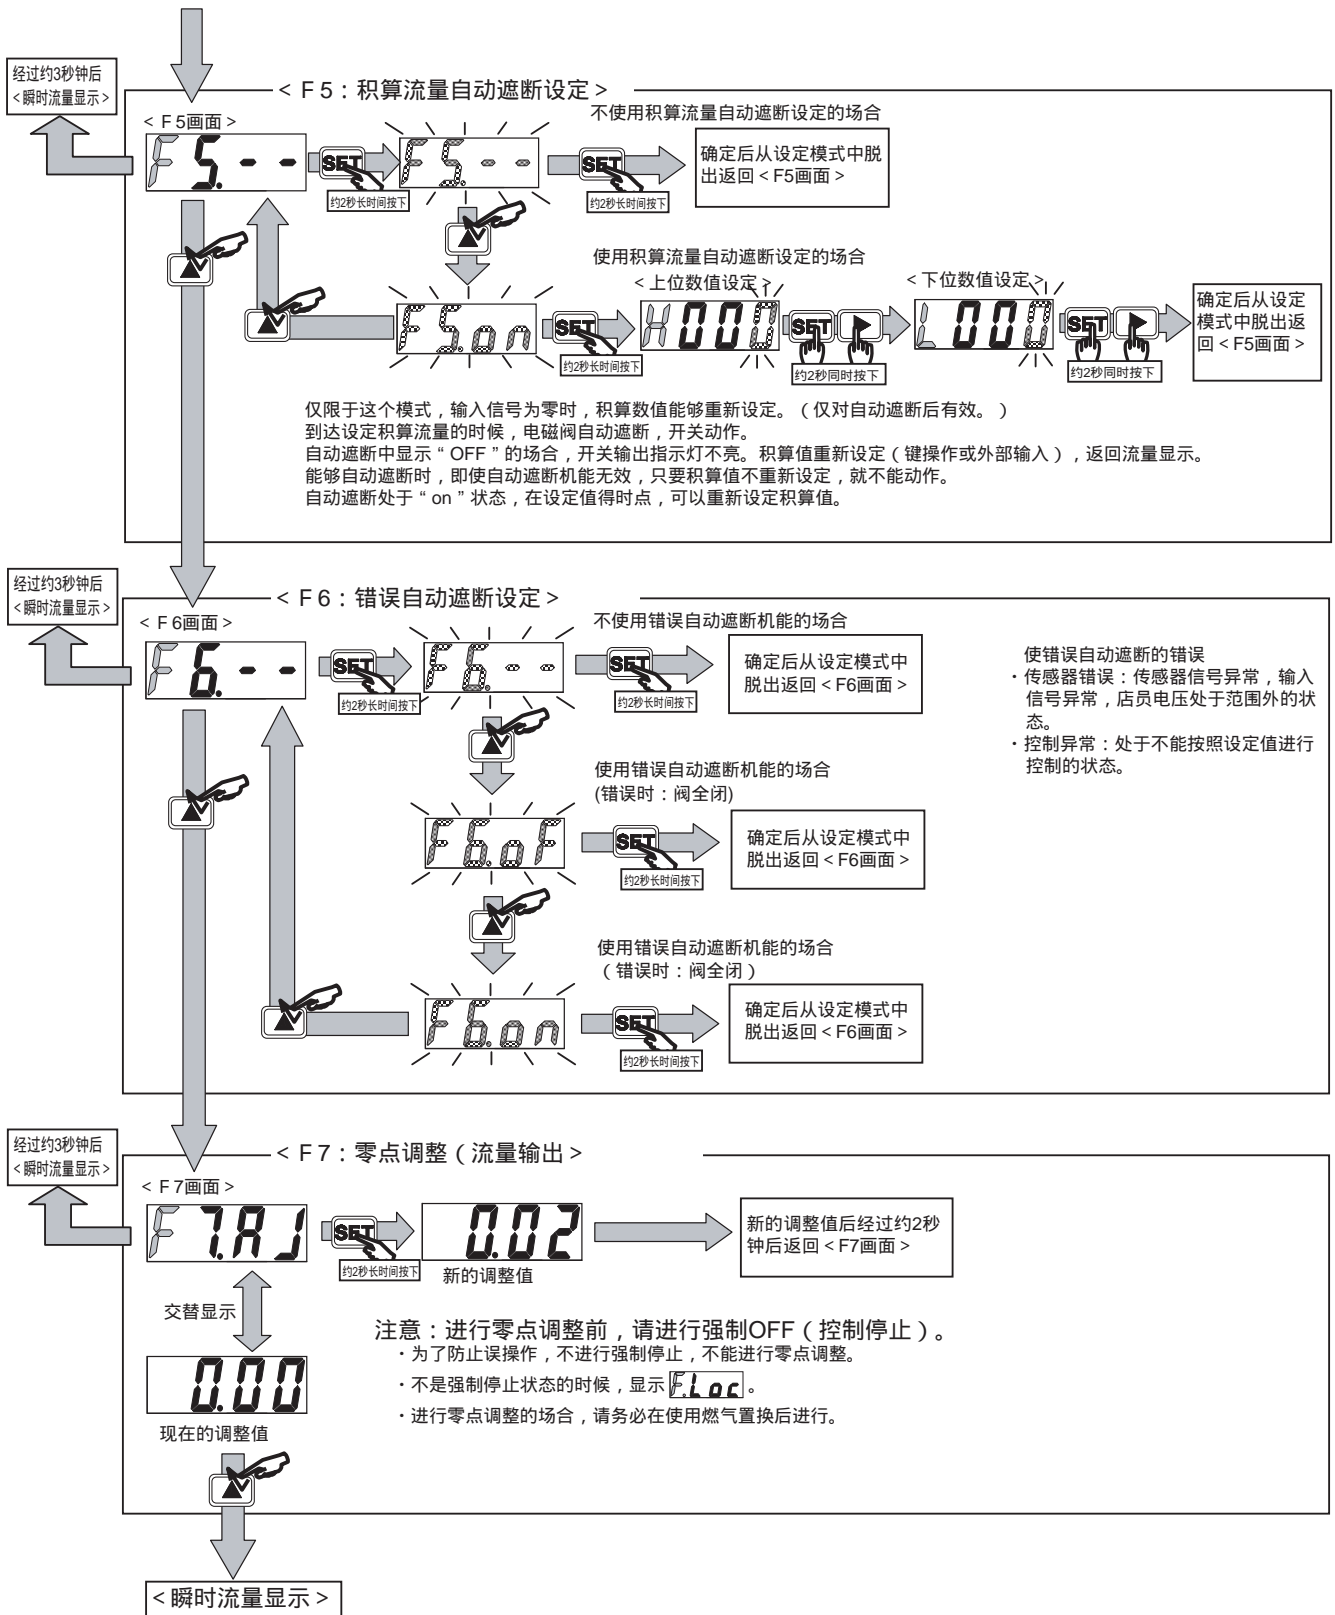 经过约3秒钟后
<瞬时流量显示>
< F 5：积算流量自动遮断设定 >
< F 5画面 >
F5.--
SET
约2秒长时间按下
F5.--
不使用积算流量自动遮断设定的场合
SET
约2秒长时间按下
确定后从设定模式中脱
出返回 < F5画面 >
使用积算流量自动遮断设定的场合
F5.on
SET
约2秒长时间按下
< 上位数值设定 >
H000
SET
约2秒同时按下
< 下位数值设定 >
L000
SET
约2秒同时按下
确定后从设定
模式中脱出返
回 < F5画面 >
仅限于这个模式，输入信号为零时，积算数值能够重新设定。（仅对自动遮断后有效。）
到达设定积算流量的时候，电磁阀自动遮断，开关动作。
自动遮断中显示 “ OFF ” 的场合，开关输出指示灯不亮。积算值重新设定（键操作或外部输入），返回流量显示。
能够自动遮断时，即使自动遮断机能无效，只要积算值不重新设定，就不能动作。
自动遮断处于 “ on ” 状态，在设定值得时点，可以重新设定积算值。
经过约3秒钟后
<瞬时流量显示>
< F 6：错误自动遮断设定 >
< F 6画面 >
F6.--
SET
约2秒长时间按下
F6.--
不使用错误自动遮断机能的场合
SET
约2秒长时间按下
确定后从设定模式中
脱出返回 < F6画面 >
使错误自动遮断的错误
・传感器错误：传感器信号异常，输入
信号异常，店员电压处于范围外的状
态。
・控制异常：处于不能按照设定值进行
控制的状态。
使用错误自动遮断机能的场合
(错误时：阀全闭)
F6.oF
SET
约2秒长时间按下
确定后从设定模式中
脱出返回 < F6画面 >
使用错误自动遮断机能的场合
（错误时：阀全闭）
F6.on
SET
约2秒长时间按下
确定后从设定模式中
脱出返回 < F6画面 >
经过约3秒钟后
<瞬时流量显示>
< F 7：零点调整（流量输出 >
< F 7画面 >
F7.AJ
SET
约2秒长时间按下
0.02
新的调整值
新的调整值后经过约2秒
钟后返回 < F7画面 >
交替显示
0.00
现在的调整值
注意：进行零点调整前，请进行强制OFF（控制停止）。
・为了防止误操作，不进行强制停止，不能进行零点调整。
・不是强制停止状态的时候，显示 F.Loc 。
・进行零点调整的场合，请务必在使用燃气置换后进行。
<瞬时流量显示 >